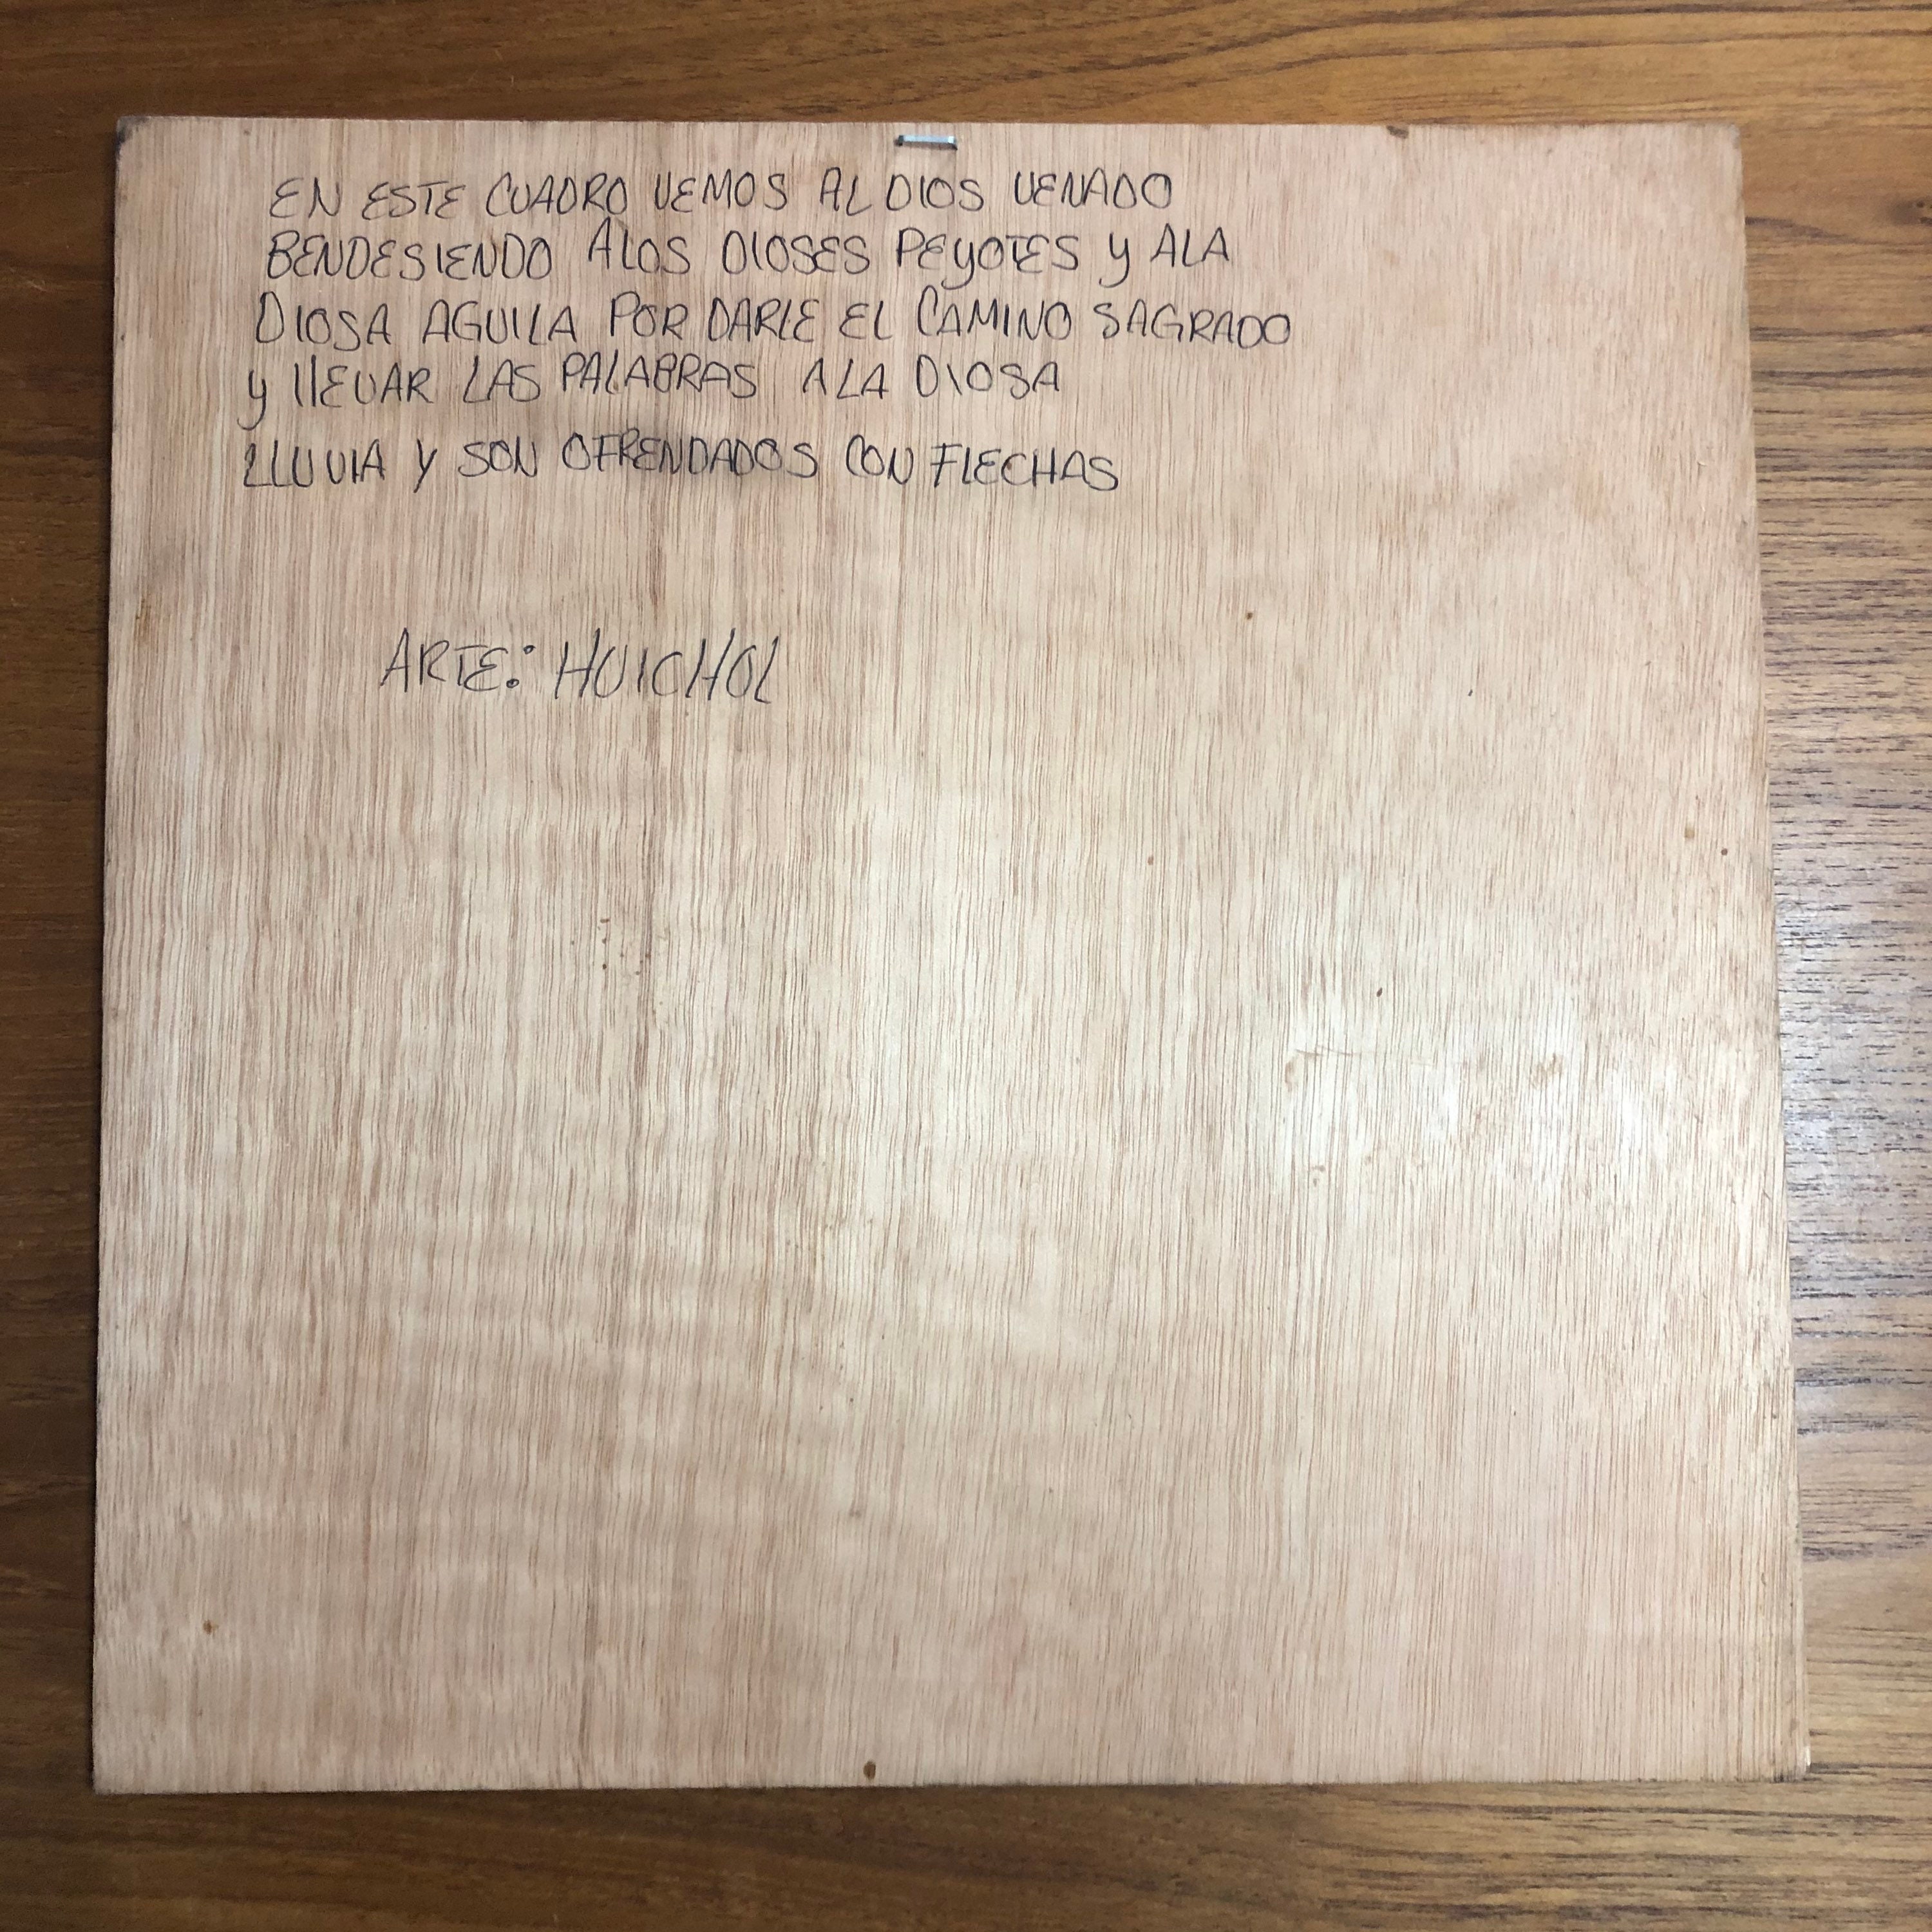 EN ESTE CUADRO VEMOS AL DIOS VENADO
BENDESIENDO ALOS DIOSES PEYOTES Y ALA
DIOSA AGUILA POR DARLE EL CAMINO SAGRADO
Y LLEVAR LAS PALABRAS ALA DIOSA
LLUVIA Y SON OFRENDADOS CON FLECHAS
ARTE: HUICHOL